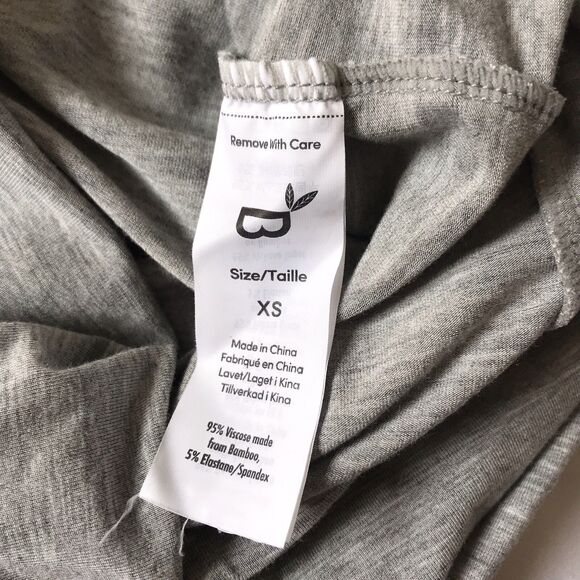 Remove With Care
B
Size/Taille
XS
Made in China
Fabriqué en China
Lavet/Laget i Kina
Tillverkad i Kina
95% Viscose made
from Bamboo,
5% Elastane/Spandex